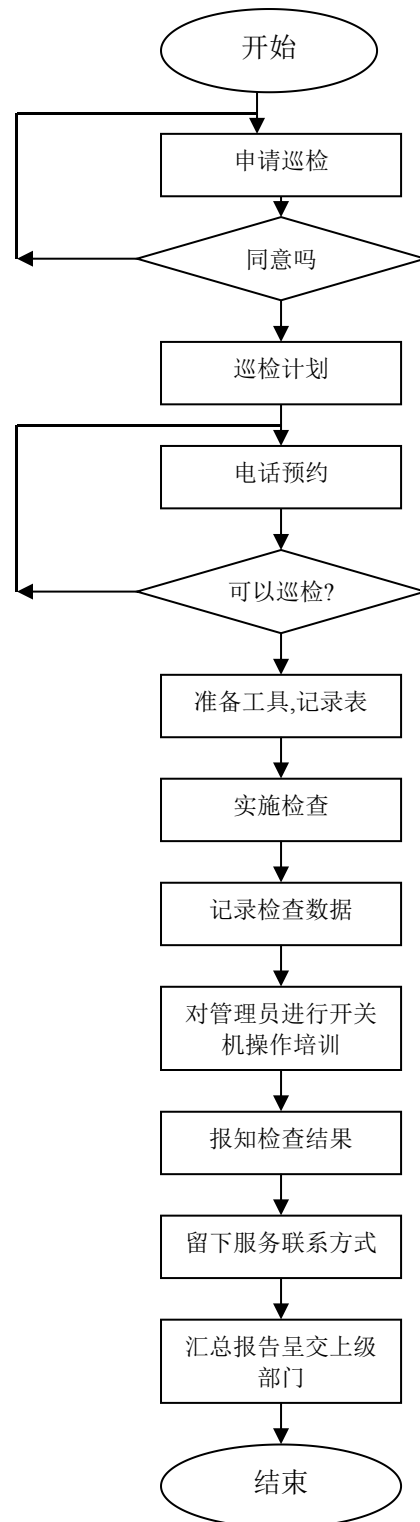 开始
申请巡检
同意吗
巡检计划
电话预约
可以巡检?
准备工具,记录表
实施检查
记录检查数据
对管理员进行开关
机操作培训
报知检查结果
留下服务联系方式
汇总报告呈交上级
部门
结束